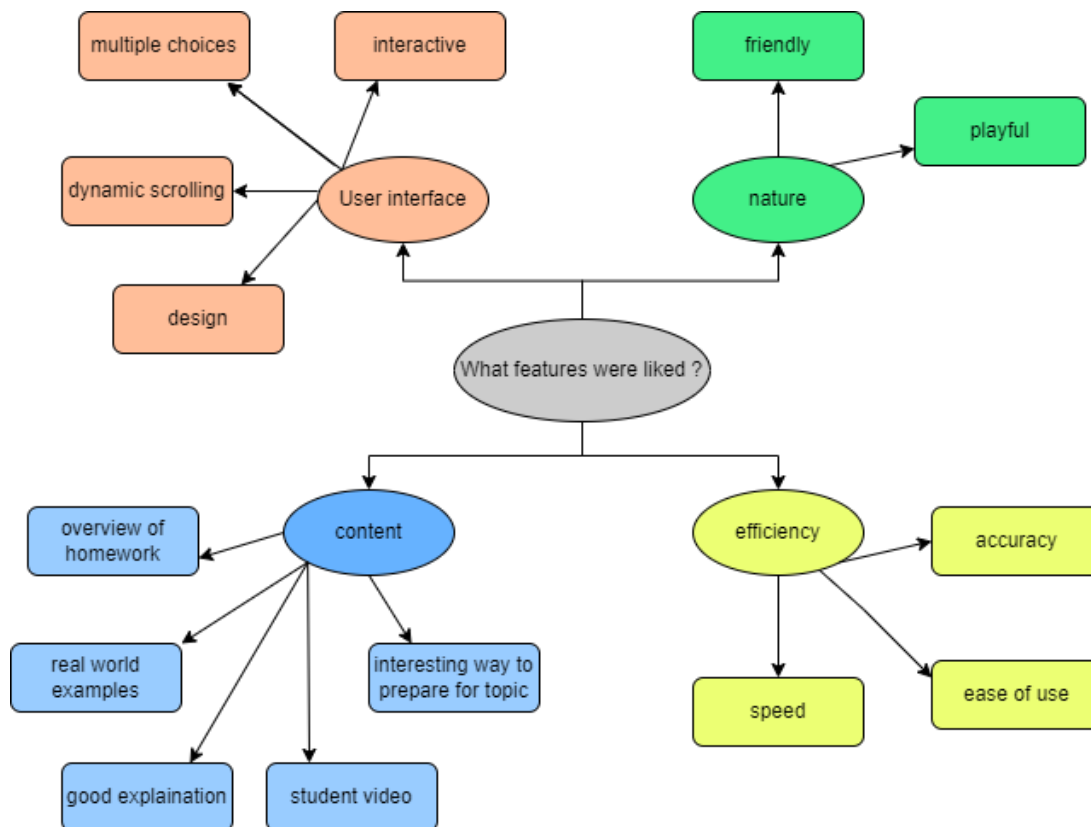 multiple choices
interactive
friendly
playful
dynamic scrolling
User interface
nature
design
What features were liked ?
overview of
homework
content
efficiency
accuracy
real world
examples
interesting way to
prepare for topic
speed
ease of use
good explaination
student video